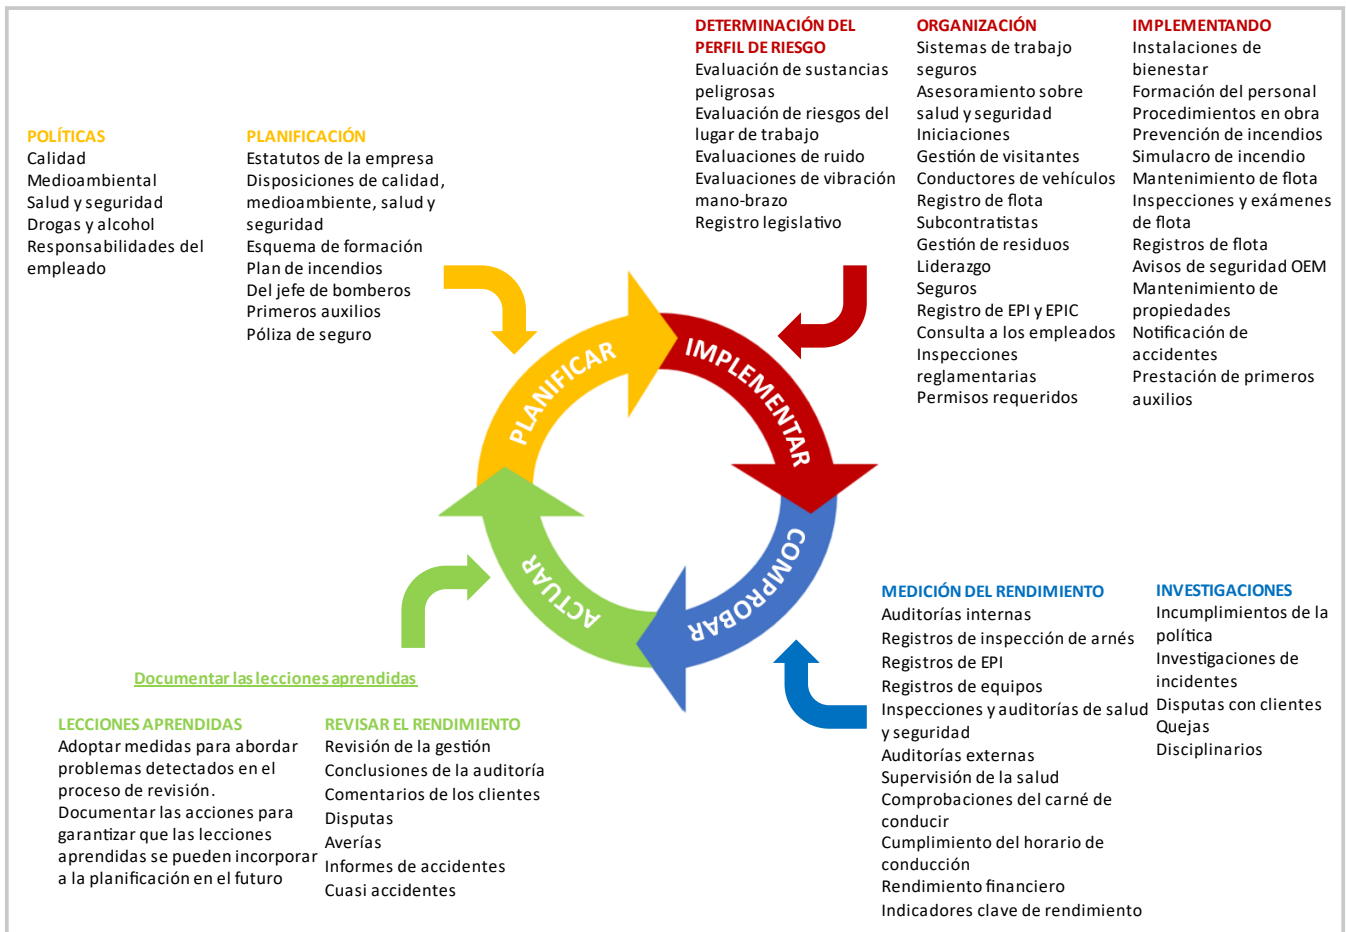 POLÍTICAS
Calidad
Medioambiental
Salud y seguridad
Drogas y alcohol
Responsabilidades del
empleado
PLANIFICACIÓN
Estatutos de la empresa
Disposiciones de calidad,
medioambiente, salud y
seguridad
Esquema de formación
Plan de incendios
Del jefe de bomberos
Primeros auxilios
Póliza de seguro
DETERMINACIÓN DEL
PERFIL DE RIESGO
Evaluación de sustancias
peligrosas
Evaluación de riesgos del
lugar de trabajo
Evaluaciones de ruido
Evaluaciones de vibración
mano-brazo
Registro legislativo
ORGANIZACIÓN
Sistemas de trabajo
seguros
Asesoramiento sobre
salud y seguridad
Iniciaciones
Gestión de visitantes
Conductores de vehículos
Registro de flota
Subcontratistas
Gestión de residuos
Liderazgo
Seguros
Registro de EPI y EPIC
Consulta a los empleados
Inspecciones
reglamentarias
Permisos requeridos
IMPLEMENTANDO
Instalaciones de
bienestar
Formación del personal
Procedimientos en obra
Prevención de incendios
Simulacro de incendio
Mantenimiento de flota
Inspecciones y exámenes
de flota
Registros de flota
Avisos de seguridad OEM
Mantenimiento de
propiedades
Notificación de
accidentes
Prestación de primeros
auxilios
PLANIFICAR
IMPLEMENTAR
COMPROBAR
ACTUAR
Documentar las lecciones aprendidas
LECCIONES APRENDIDAS
Adoptar medidas para abordar
problemas detectados en el
proceso de revisión.
Documentar las acciones para
garantizar que las lecciones
aprendidas se pueden incorporar
a la planificación en el futuro
REVISAR EL RENDIMIENTO
Revisión de la gestión
Conclusiones de la auditoría
Comentarios de los clientes
Disputas
Averías
Informes de accidentes
Cuasi accidentes
MEDICIÓN DEL RENDIMIENTO
Auditorías internas
Registros de inspección de arnés
Registros de EPI
Registros de equipos
Inspecciones y auditorías de salud
y seguridad
Auditorías externas
Supervisión de la salud
Comprobaciones del carné de
conducir
Cumplimiento del horario de
conducción
Rendimiento financiero
Indicadores clave de rendimiento
INVESTIGACIONES
Incumplimientos de la
política
Investigaciones de
incidentes
Disputas con clientes
Quejas
Disciplinarios